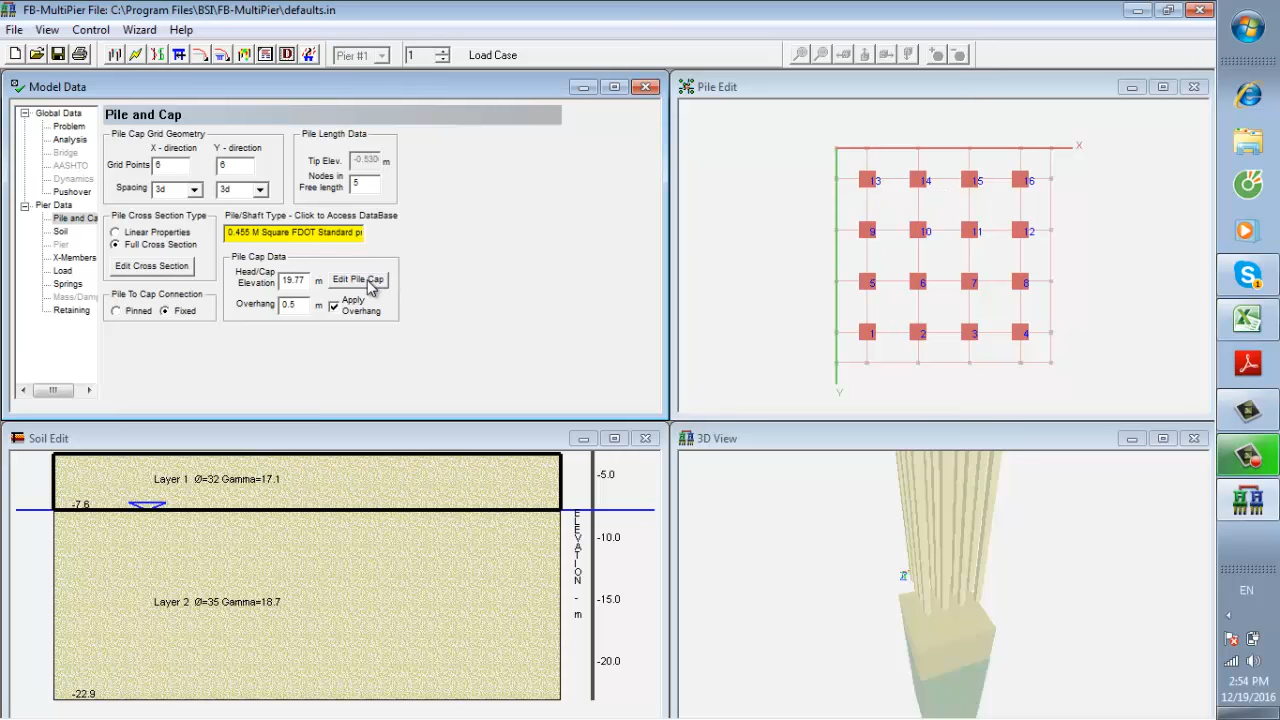 FB-MultiPier File: C:\Program Files\BSI\FB-MultiPier\defaults.in
File View Control Wizard Help
Pier #1 1 Load Case
Model Data
Global Data
Problem
Analysis
Bridge
AASHTO
Dynamics
Pushover
Pier Data
Pile and Ca
Soil
Pier
X-Members
Load
Springs
Mass/Damp
Retaining
Pile and Cap
Pile Cap Grid Geometry
X - direction Y - direction
Grid Points 6 6
Spacing 3d 3d
Pile Length Data
Tip Elev. -0.530 m
Nodes in
Free length 5
Pile Cross Section Type
Linear Properties
Full Cross Section
Edit Cross Section
Pile/Shaft Type - Click to Access DataBase
0.455 M Square FDOT Standard pr
Pile Cap Data
Head/Cap
Elevation 19.77 m Edit Pile Cap
Overhang 0.5 m Apply
Overhang
Pile To Cap Connection
Pinned Fixed
Pile Edit
X
13 14 15 16
9 10 11 12
5 6 7 8
1 2 3 4
Y
Soil Edit
Layer 1 Ø=32 Gamma=17.1
-7.6
Layer 2 Ø=35 Gamma=18.7
-22.9
ELEVATION - m
-5.0
-10.0
-15.0
-20.0
3D View
EN
2:54 PM
12/19/2016